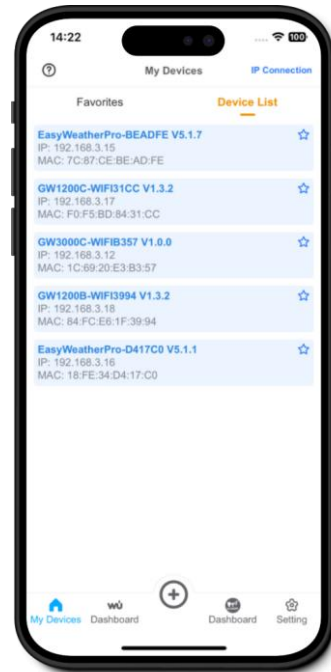 14:22
100
My Devices
IP Connection
Favorites
Device List
EasyWeatherPro-BEADFE V5.1.7
IP: 192.168.3.15
MAC: 7C:87:CE:BE:AD:FE
GW1200C-WIFI31CC V1.3.2
IP: 192.168.3.17
MAC: F0:F5:BD:84:31:CC
GW3000C-WIFIB357 V1.0.0
IP: 192.168.3.12
MAC: 1C:69:20:E3:B3:57
GW1200B-WIFI3994 V1.3.2
IP: 192.168.3.18
MAC: 84:FC:E6:1F:39:94
EasyWeatherPro-D417C0 V5.1.1
IP: 192.168.3.16
MAC: 18:FE:34:D4:17:C0
wù
My Devices
Dashboard
Dashboard
Setting